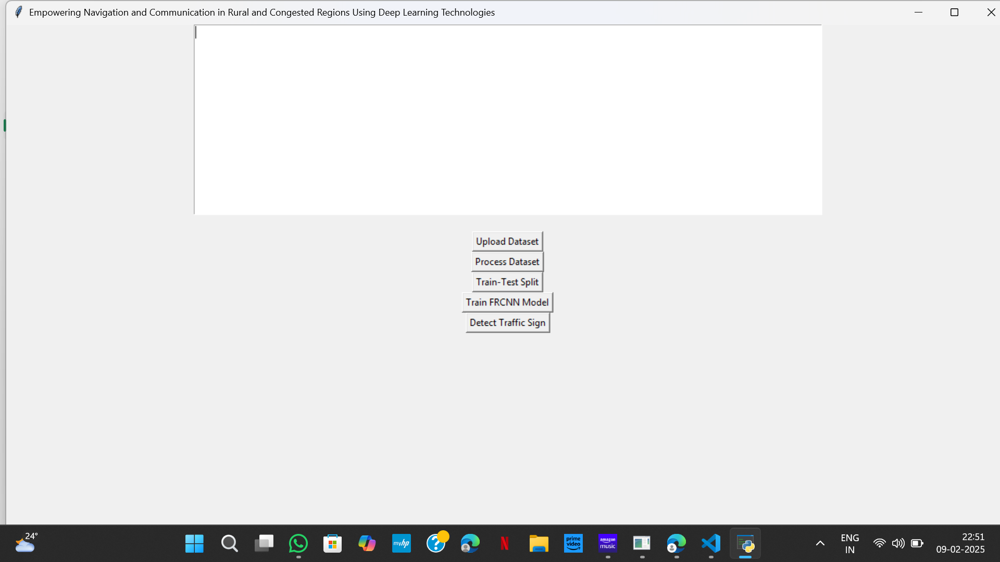 Empowering Navigation and Communication in Rural and Congested Regions Using Deep Learning Technologies
Upload Dataset
Process Dataset
Train-Test Split
Train FRCNN Model
Detect Traffic Sign
24°
myhp
?
N
prime video
amazon music
ENG
IN
22:51
09-02-2025